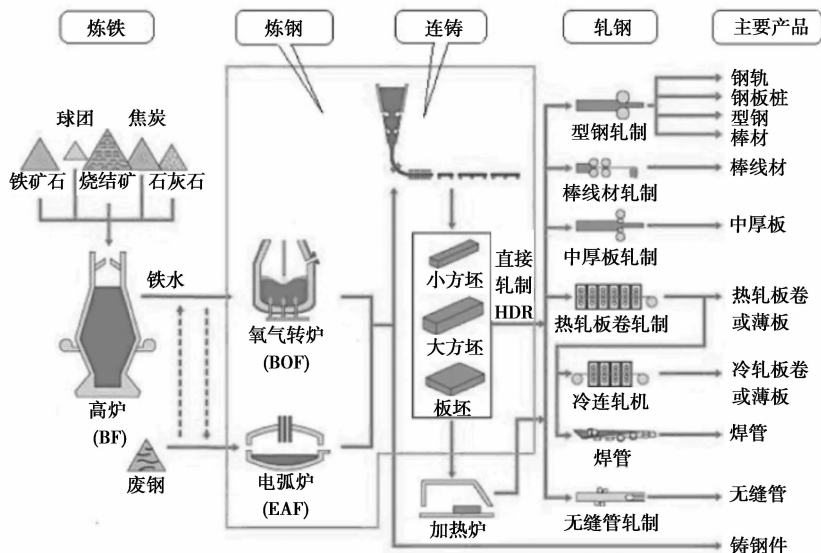 炼铁
炼钢
连铸
轧钢
主要产品
球团
焦炭
铁矿石
烧结矿
石灰石
铁水
高炉
(BF)
废钢
氧气转炉
(BOF)
电弧炉
(EAF)
小方坯
大方坯
板坯
直接
轧制
HDR
加热炉
型钢轧制
棒线材轧制
中厚板轧制
热轧板卷轧制
冷连轧机
焊管
无缝管轧制
钢轨
钢板桩
型钢
棒材
棒线材
中厚板
热轧板卷
或薄板
冷轧板卷
或薄板
焊管
无缝管
铸钢件